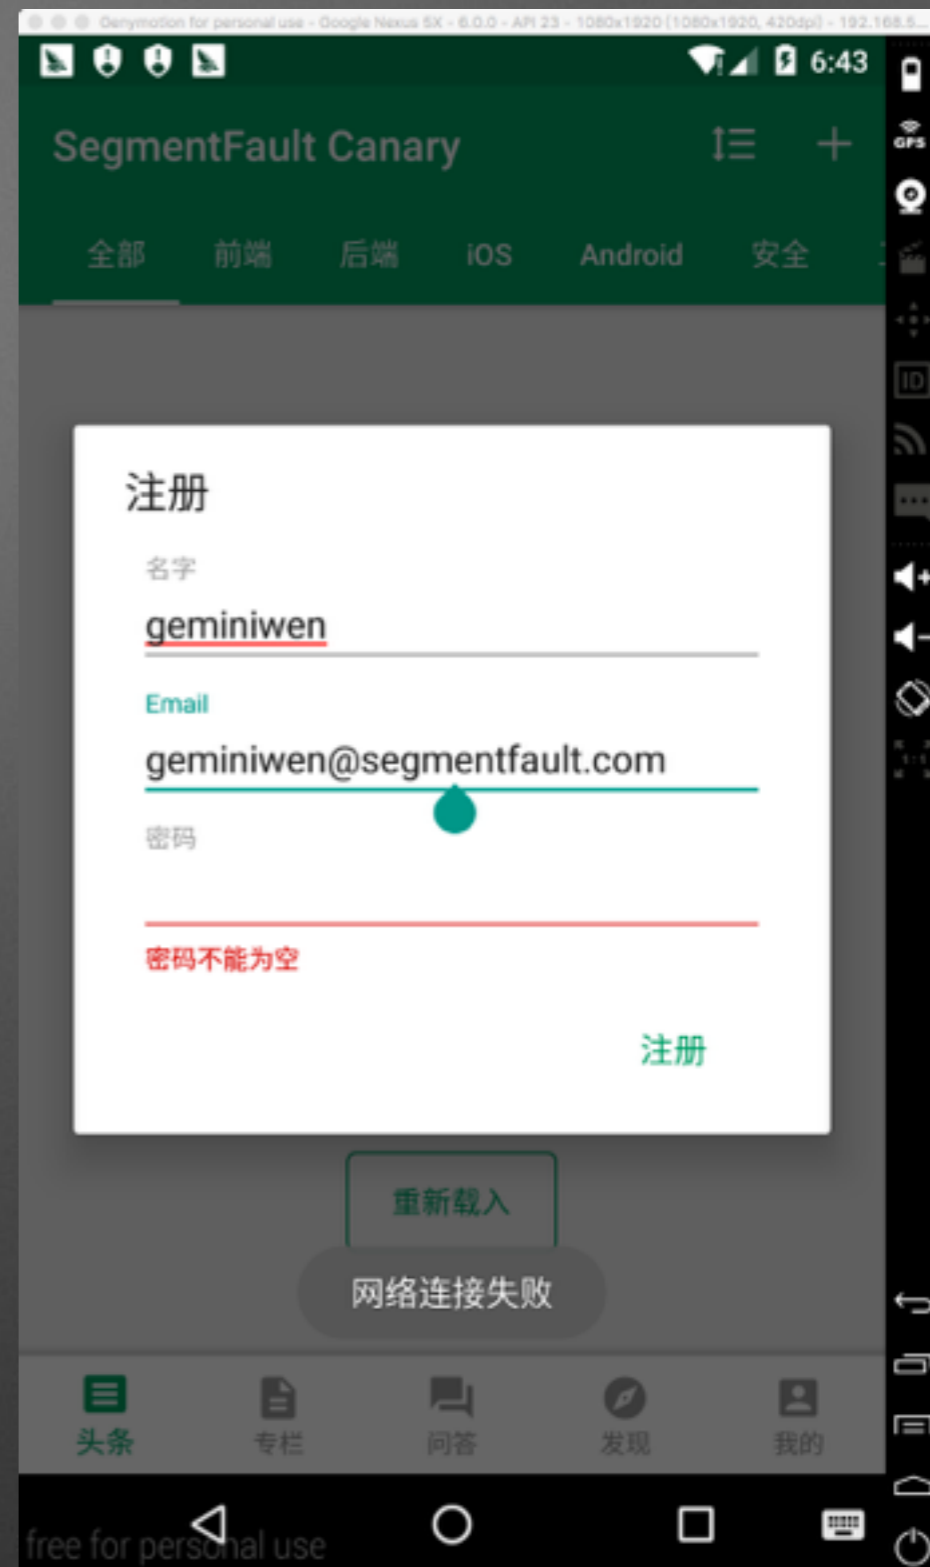 Genymotion for personal use - Google Nexus 5X - 6.0.0 - API 23 - 1080x1920 (1080x1920, 420dpi) - 192.168.5...
6:43
GPS
SegmentFault Canary
全部 前端 后端 iOS Android 安全
ID
注册
名字
geminiwen
Email
geminiwen@segmentfault.com
1:1
密码
密码不能为空
注册
重新载入
网络连接失败
头条 专栏 问答 发现 我的
free for personal use